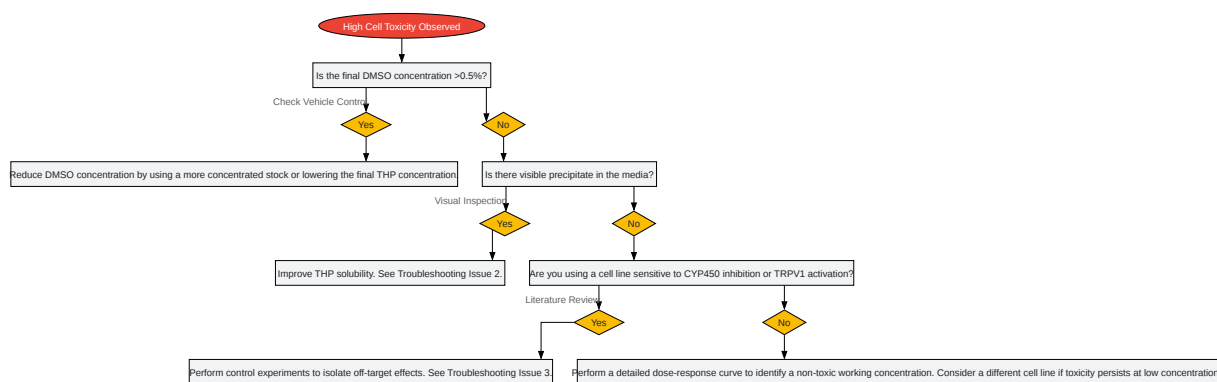 High Cell Toxicity Observed
Is the final DMSO concentration >0.5%?
Check Vehicle Control
Yes
No
Reduce DMSO concentration by using a more concentrated stock or lowering the final THP concentration.
Is there visible precipitate in the media?
Visual Inspection
Yes
No
Improve THP solubility. See Troubleshooting Issue 2.
Are you using a cell line sensitive to CYP450 inhibition or TRPV1 activation?
Literature Review
Yes
No
Perform control experiments to isolate off-target effects. See Troubleshooting Issue 3.
Perform a detailed dose-response curve to identify a non-toxic working concentration. Consider a different cell line if toxicity persists at low concentration